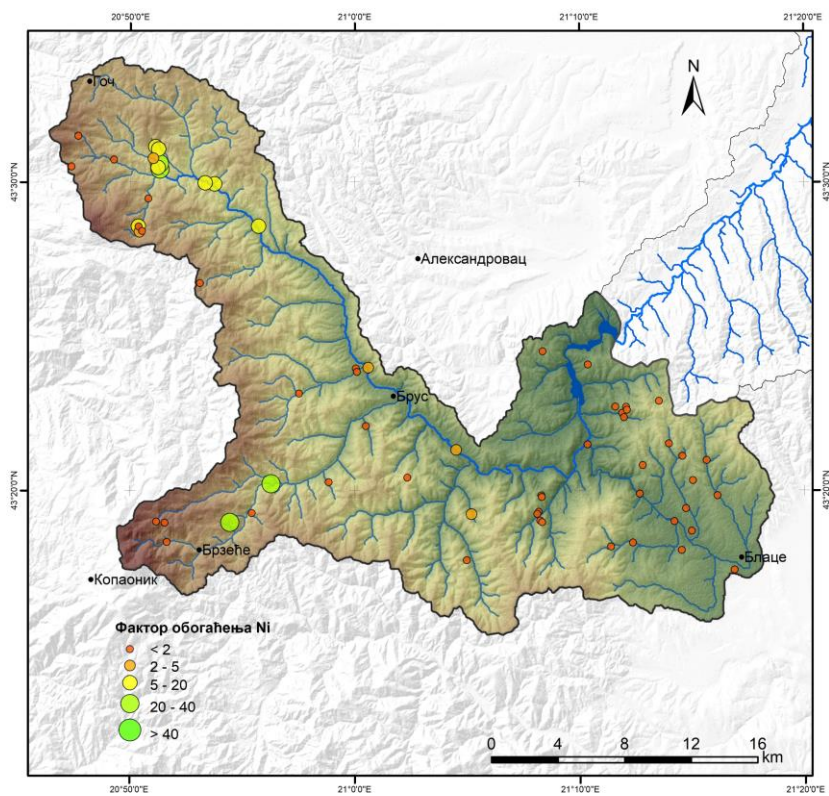 20°50'0"E 21°0'0"E 21°10'0"E 21°20'0"E
N
Гоч
43°30'0"N 43°30'0"N
Александровац
Брус
43°20'0"N 43°20'0"N
Брзеће
Блаце
Копаоник
Фактор обогаћења Ni
< 2
2 - 5
5 - 20
20 - 40
> 40
0 4 8 12 16
km
20°50'0"E 21°0'0"E 21°10'0"E 21°20'0"E